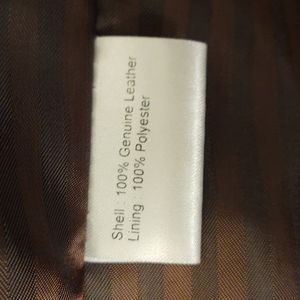 Shell : 100% Genuine Leather
Lining : 100% Polyester